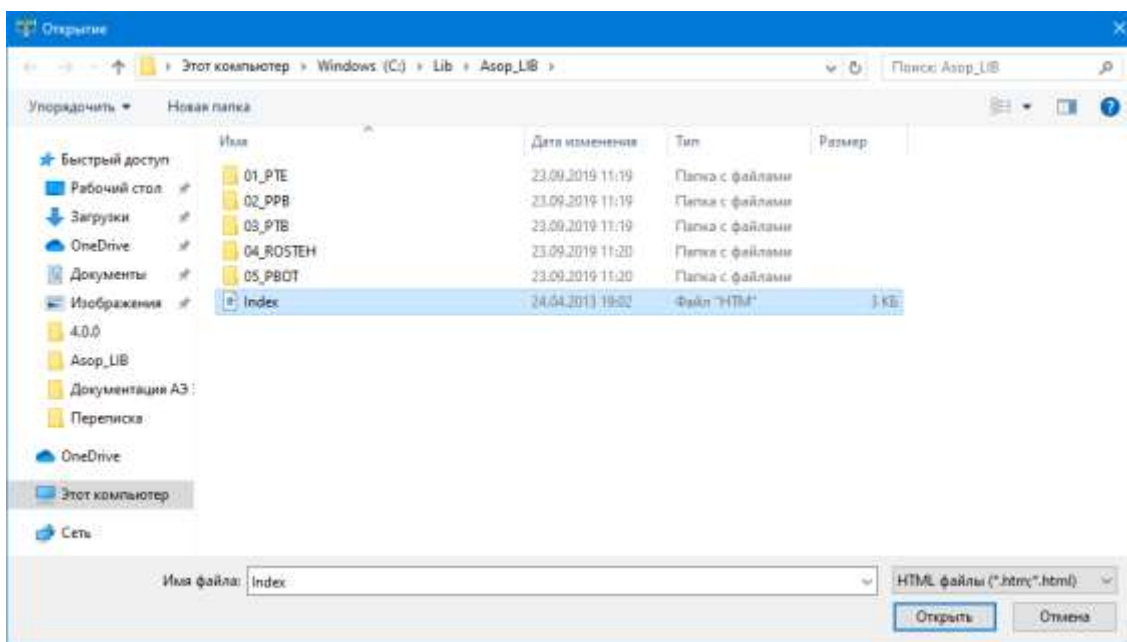 Открытие
Этот компьютер › Windows (C:) › Lib › Asop_LIB ›
Поиск: Asop_LIB
Упорядочить
Новая папка
Имя
Дата изменения
Тип
Размер
Быстрый доступ
Рабочий стол
Загрузки
OneDrive
Документы
Изображения
4.0.0
Asop_LIB
Документация АЭ
Переписка
OneDrive
Этот компьютер
Сеть
01_PTE 23.09.2019 11:19 Папка с файлами
02_PPB 23.09.2019 11:19 Папка с файлами
03_PTB 23.09.2019 11:19 Папка с файлами
04_ROSTEH 23.09.2019 11:20 Папка с файлами
05_PBOT 23.09.2019 11:20 Папка с файлами
Index 24.04.2013 19:02 Файл "HTM" 3 КБ
Имя файла: Index
HTML файлы (*.htm;*.html)
Открыть
Отмена